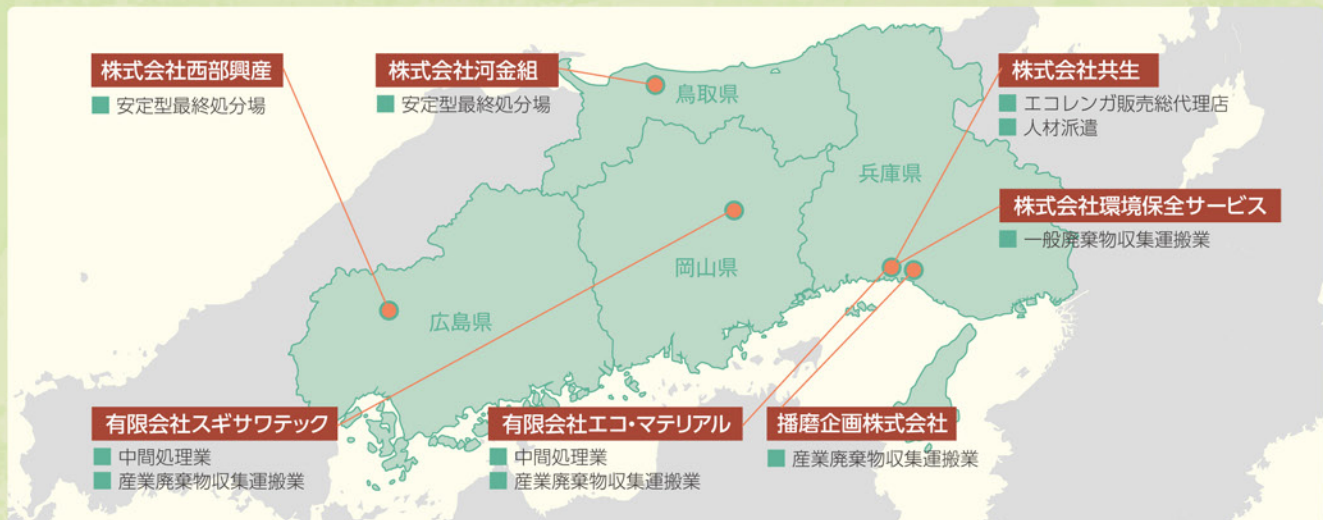 株式会社西部興産
安定型最終処分場
株式会社河金組
安定型最終処分場
株式会社共生
エコレンガ販売総代理店
人材派遣
鳥取県
兵庫県
株式会社環境保全サービス
一般廃棄物収集運搬業
岡山県
広島県
有限会社スギサワテック
中間処理業
産業廃棄物収集運搬業
有限会社エコ・マテリアル
中間処理業
産業廃棄物収集運搬業
播磨企画株式会社
産業廃棄物収集運搬業